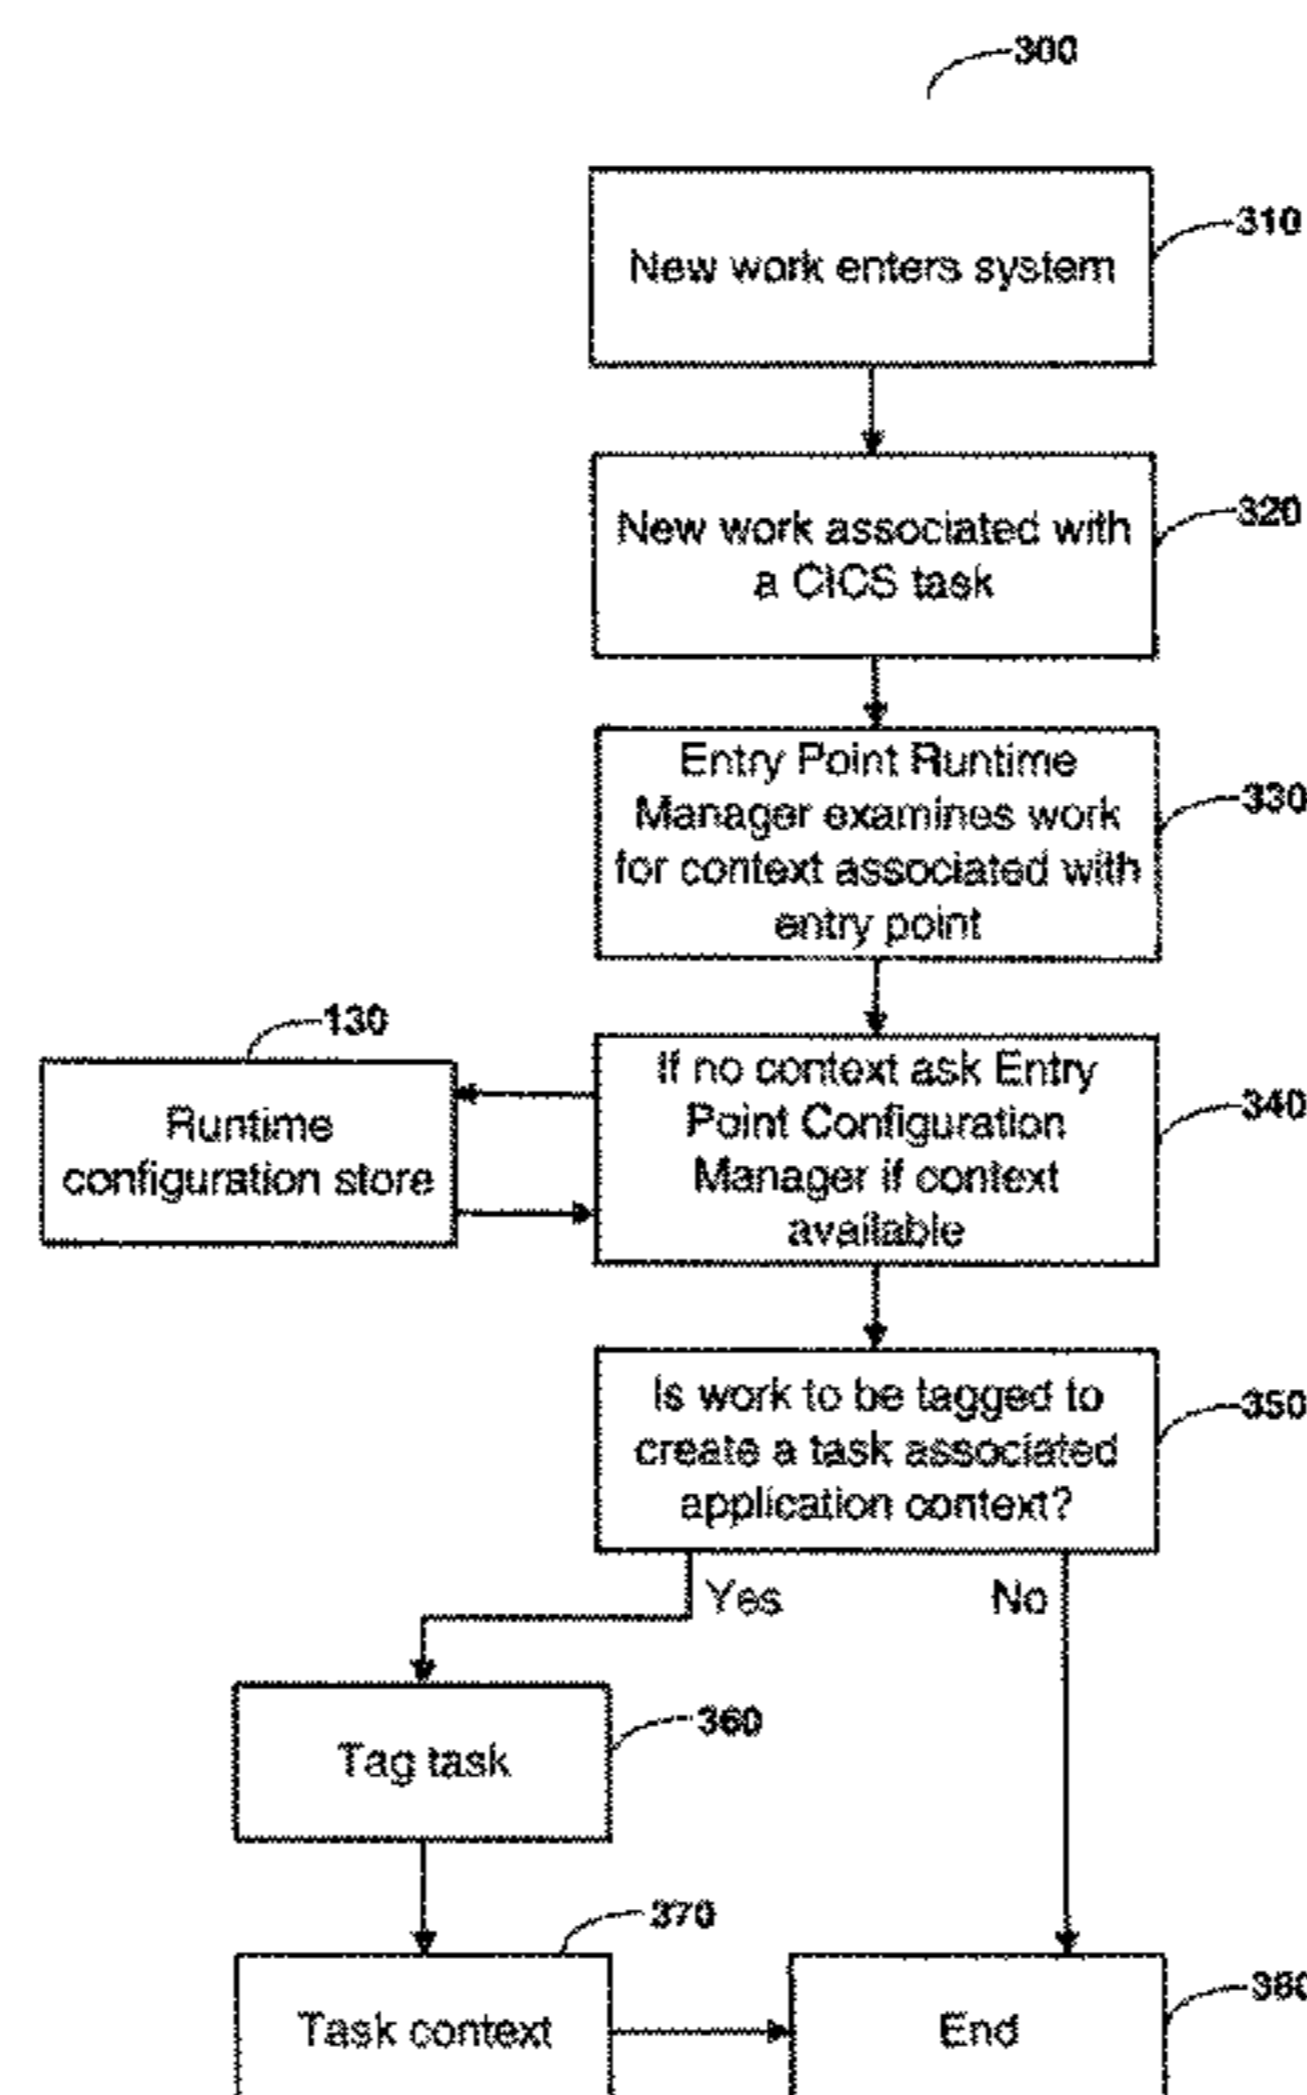 300
New work enters system
310
New work associated with
a CICS task
320
Entry Point Runtime
Manager examines work
for context associated with
entry point
330
130
Runtime
configuration store
If no context ask Entry
Point Configuration
Manager if context
available
340
Is work to be tagged to
create a task associated
application context?
350
Yes
No
Tag task
360
370
Task context
End